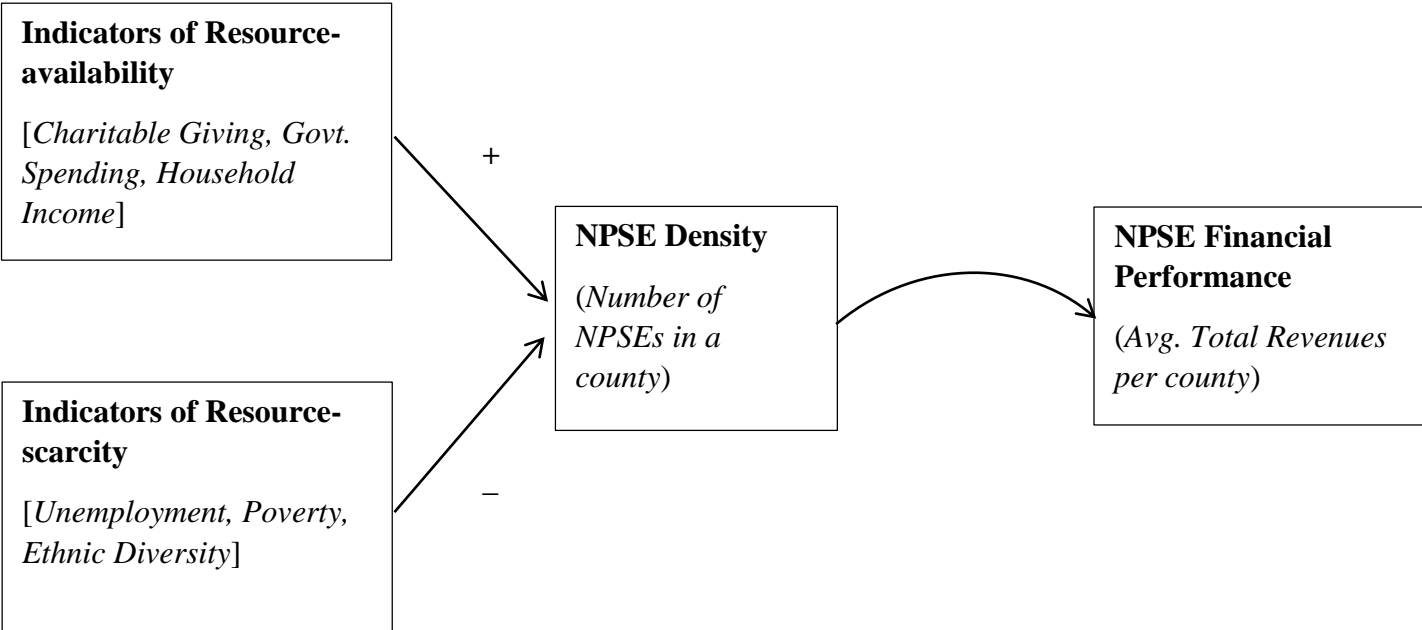 Indicators of Resource-
availability
[Charitable Giving, Govt.
Spending, Household
Income]
+
Indicators of Resource-
scarcity
[Unemployment, Poverty,
Ethnic Diversity]
–
NPSE Density
(Number of
NPSEs in a
county)
NPSE Financial
Performance
(Avg. Total Revenues
per county)